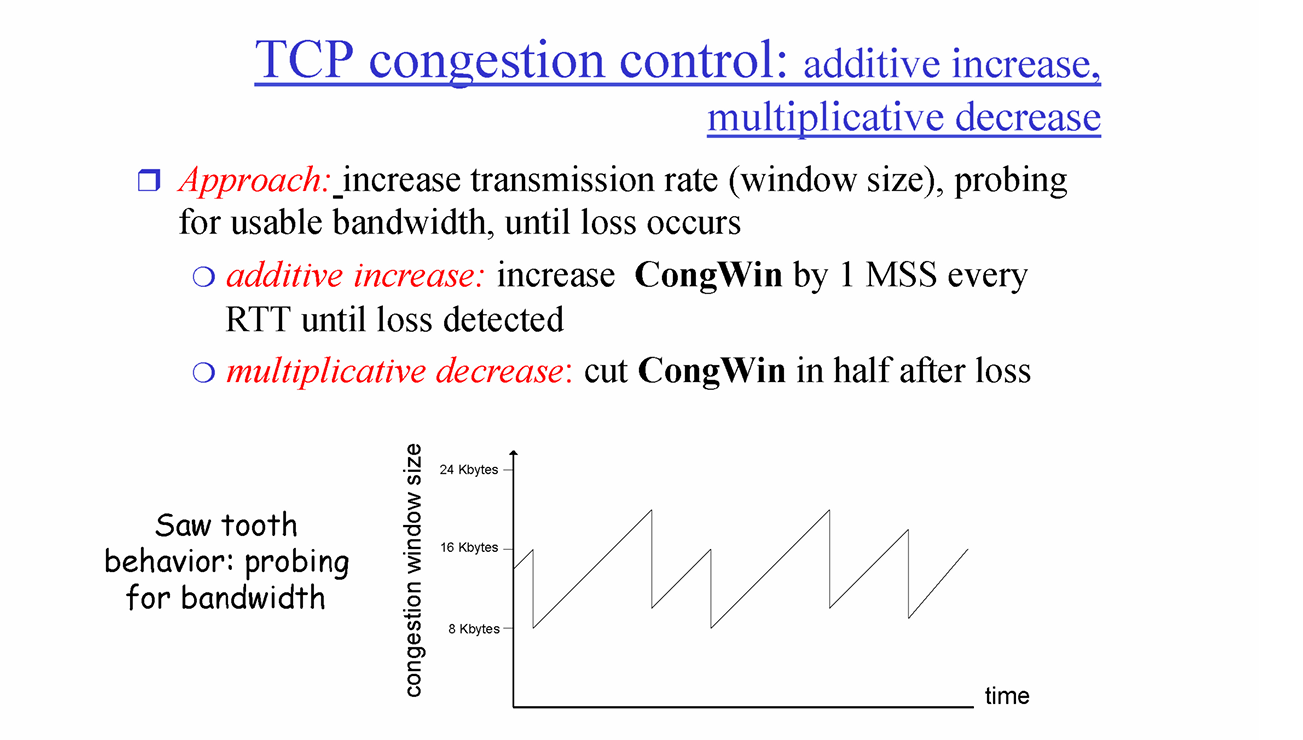 TCP congestion control: additive increase,
multiplicative decrease
Approach: increase transmission rate (window size), probing
for usable bandwidth, until loss occurs
additive increase: increase CongWin by 1 MSS every
RTT until loss detected
multiplicative decrease: cut CongWin in half after loss
Saw tooth
behavior: probing
for bandwidth
congestion window size
24 Kbytes
16 Kbytes
8 Kbytes
time